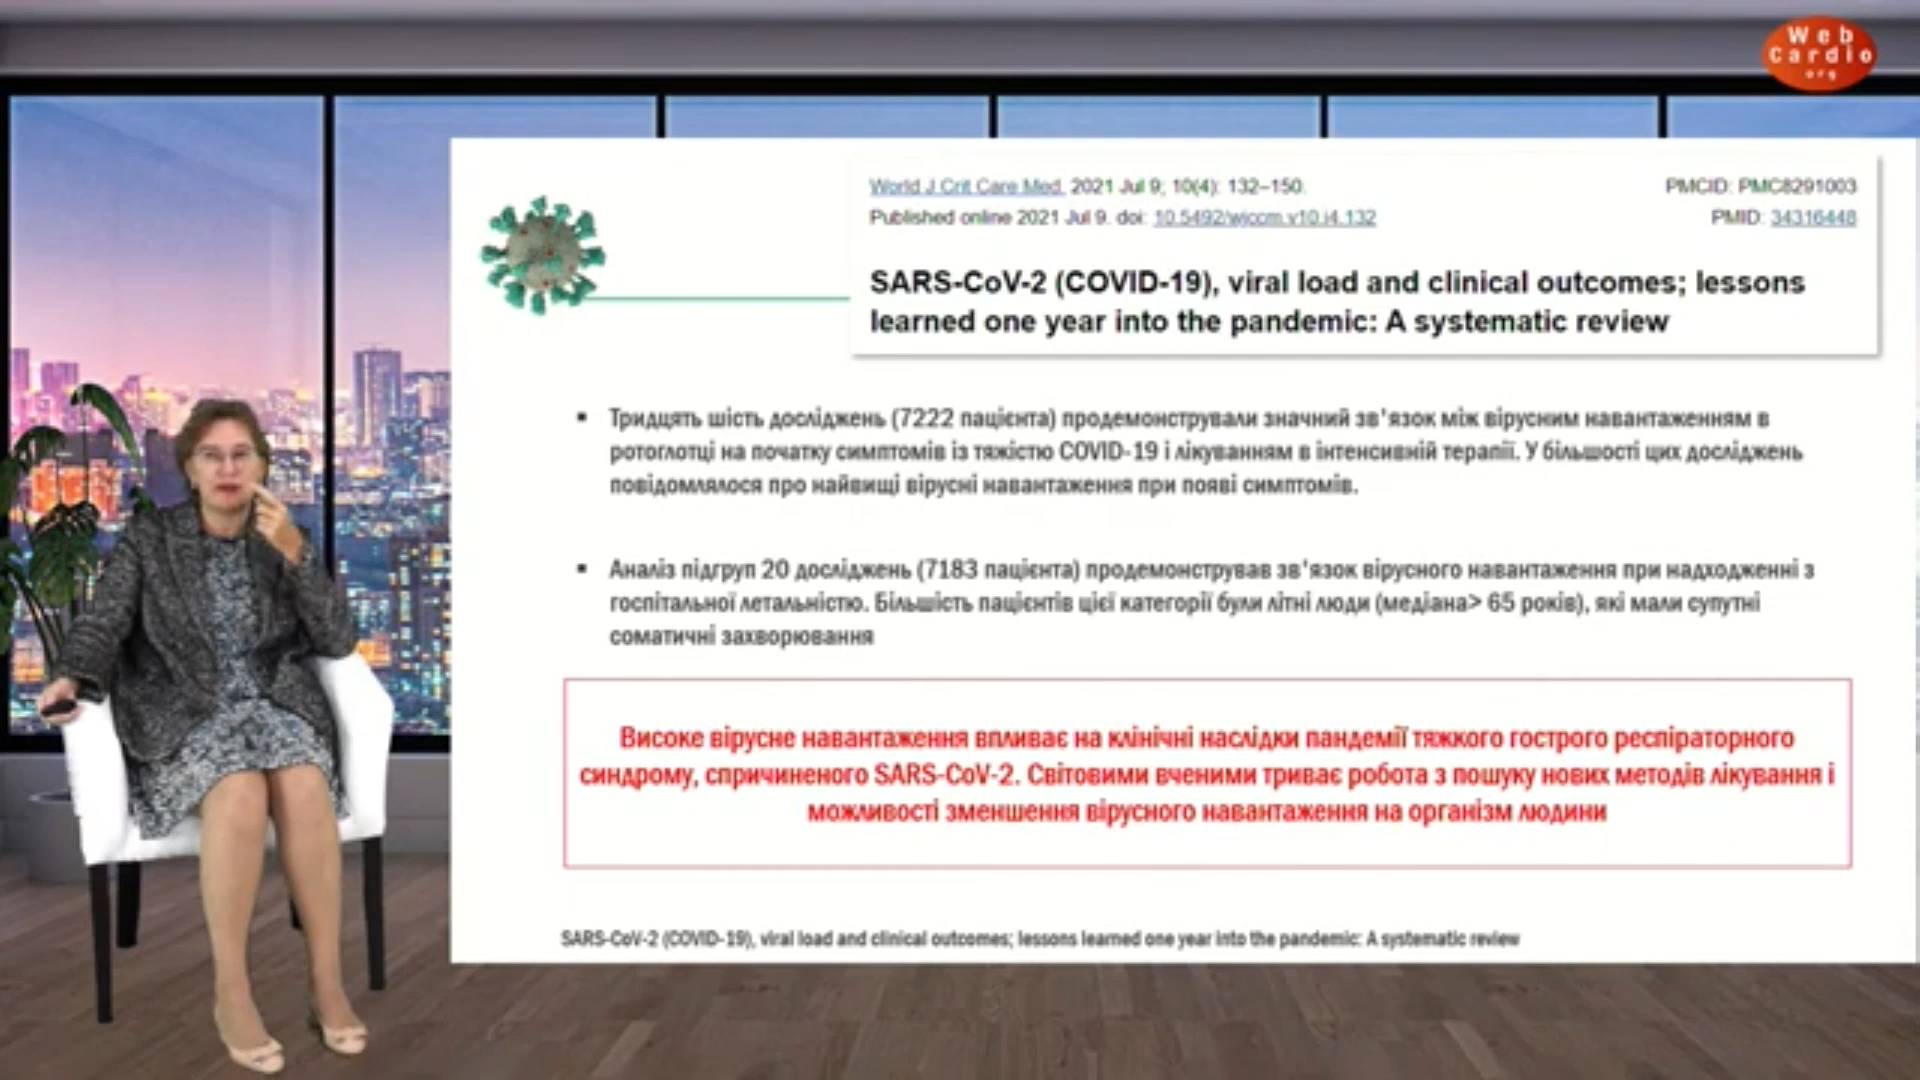 Web
Cardio
org
World J Crit Care Med. 2021 Jul 9; 10(4): 132–150.
PMCID: PMC8291003
Published online 2021 Jul 9. doi: 10.5492/wjccm.v10.i4.132
PMID: 34316448
SARS-CoV-2 (COVID-19), viral load and clinical outcomes; lessons
learned one year into the pandemic: A systematic review
▪ Тридцять шість досліджень (7222 пацієнта) продемонстрували значний зв'язок між вірусним навантаженням в
ротоглотці на початку симптомів із тяжкістю COVID-19 і лікуванням в інтенсивній терапії. У більшості цих досліджень
повідомлялося про найвищі вірусні навантаження при появі симптомів.
▪ Аналіз підгруп 20 досліджень (7183 пацієнта) продемонстрував зв'язок вірусного навантаження при надходженні з
госпітальної летальністю. Більшість пацієнтів цієї категорії були літні люди (медіана> 65 років), які мали супутні
соматичні захворювання
Високе вірусне навантаження впливає на клінічні наслідки пандемії тяжкого гострого респіраторного
синдрому, спричиненого SARS-CoV-2. Світовими вченими триває робота з пошуку нових методів лікування і
можливості зменшення вірусного навантаження на організм людини
SARS-CoV-2 (COVID-19), viral load and clinical outcomes; lessons learned one year into the pandemic: A systematic review